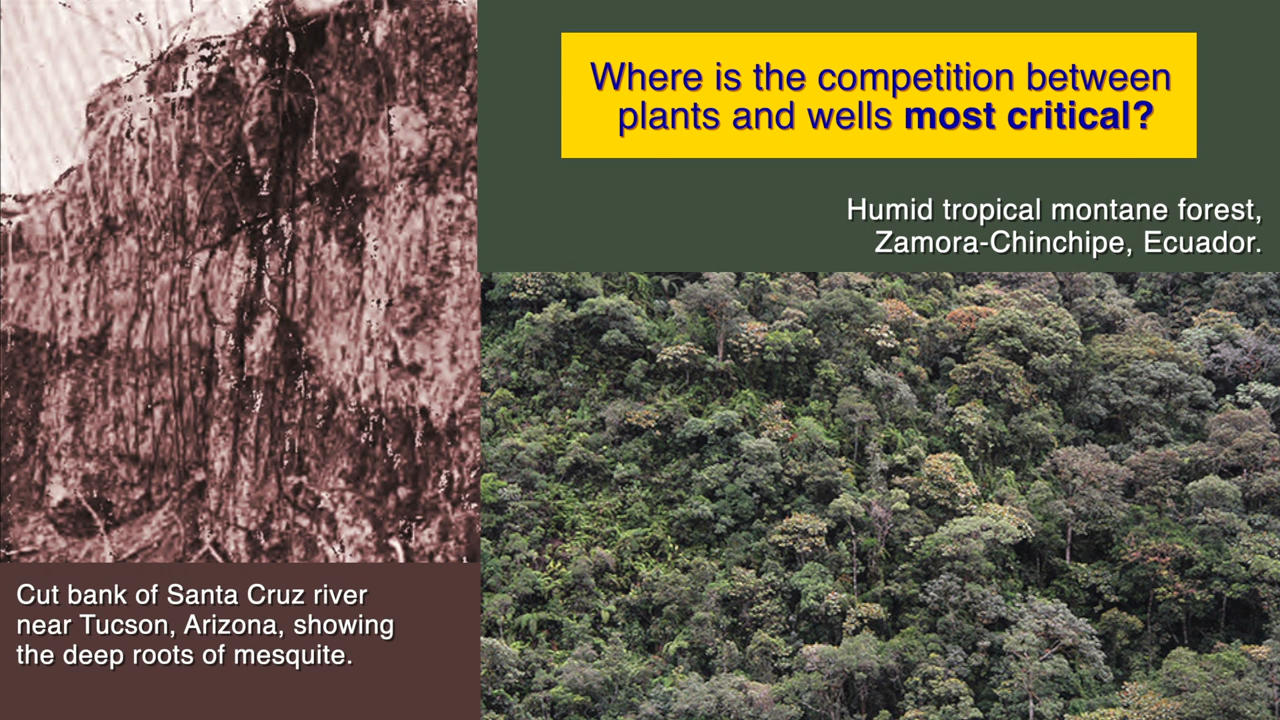 Where is the competition between
plants and wells most critical?
Humid tropical montane forest,
Zamora-Chinchipe, Ecuador.
Cut bank of Santa Cruz river
near Tucson, Arizona, showing
the deep roots of mesquite.